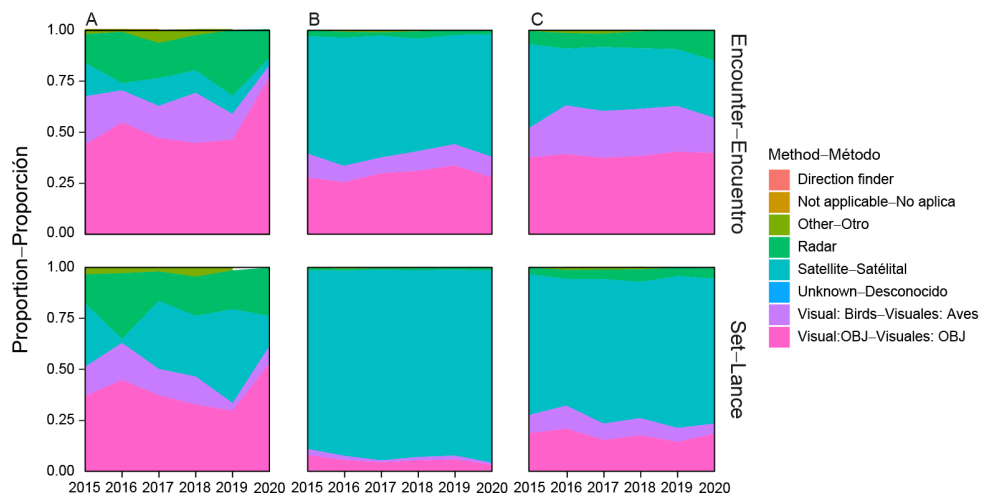 A
B
C
1.00
0.75
0.50
0.25
0.00
Encounter–Encuentro
Proportion–Proporción
1.00
0.75
0.50
0.25
0.00
Set–Lance
2015 2016 2017 2018 2019 2020
2015 2016 2017 2018 2019 2020
2015 2016 2017 2018 2019 2020
Method–Método
Direction finder
Not applicable–No aplica
Other–Otro
Radar
Satellite–Satélital
Unknown–Desconocido
Visual: Birds–Visuales: Aves
Visual:OBJ–Visuales: OBJ